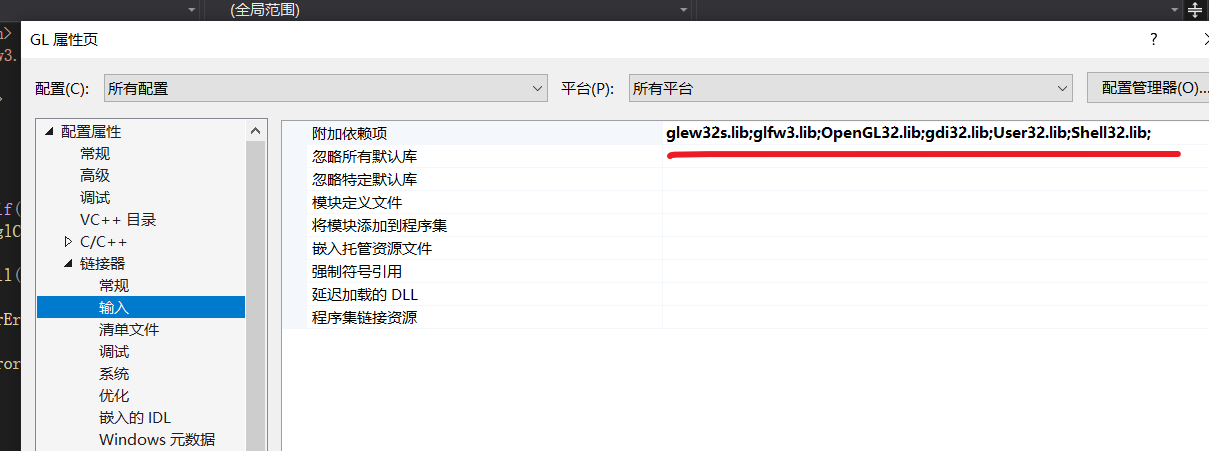 (全局范围)
GL 属性页
?
配置(C):
所有配置
平台(P):
所有平台
配置管理器(O)...
配置属性
常规
高级
调试
VC++ 目录
C/C++
链接器
常规
输入
清单文件
调试
系统
优化
嵌入的 IDL
Windows 元数据
附加依赖项
glew32s.lib;glfw3.lib;OpenGL32.lib;gdi32.lib;User32.lib;Shell32.lib;
忽略所有默认库
忽略特定默认库
模块定义文件
将模块添加到程序集
嵌入托管资源文件
强制符号引用
延迟加载的 DLL
程序集链接资源